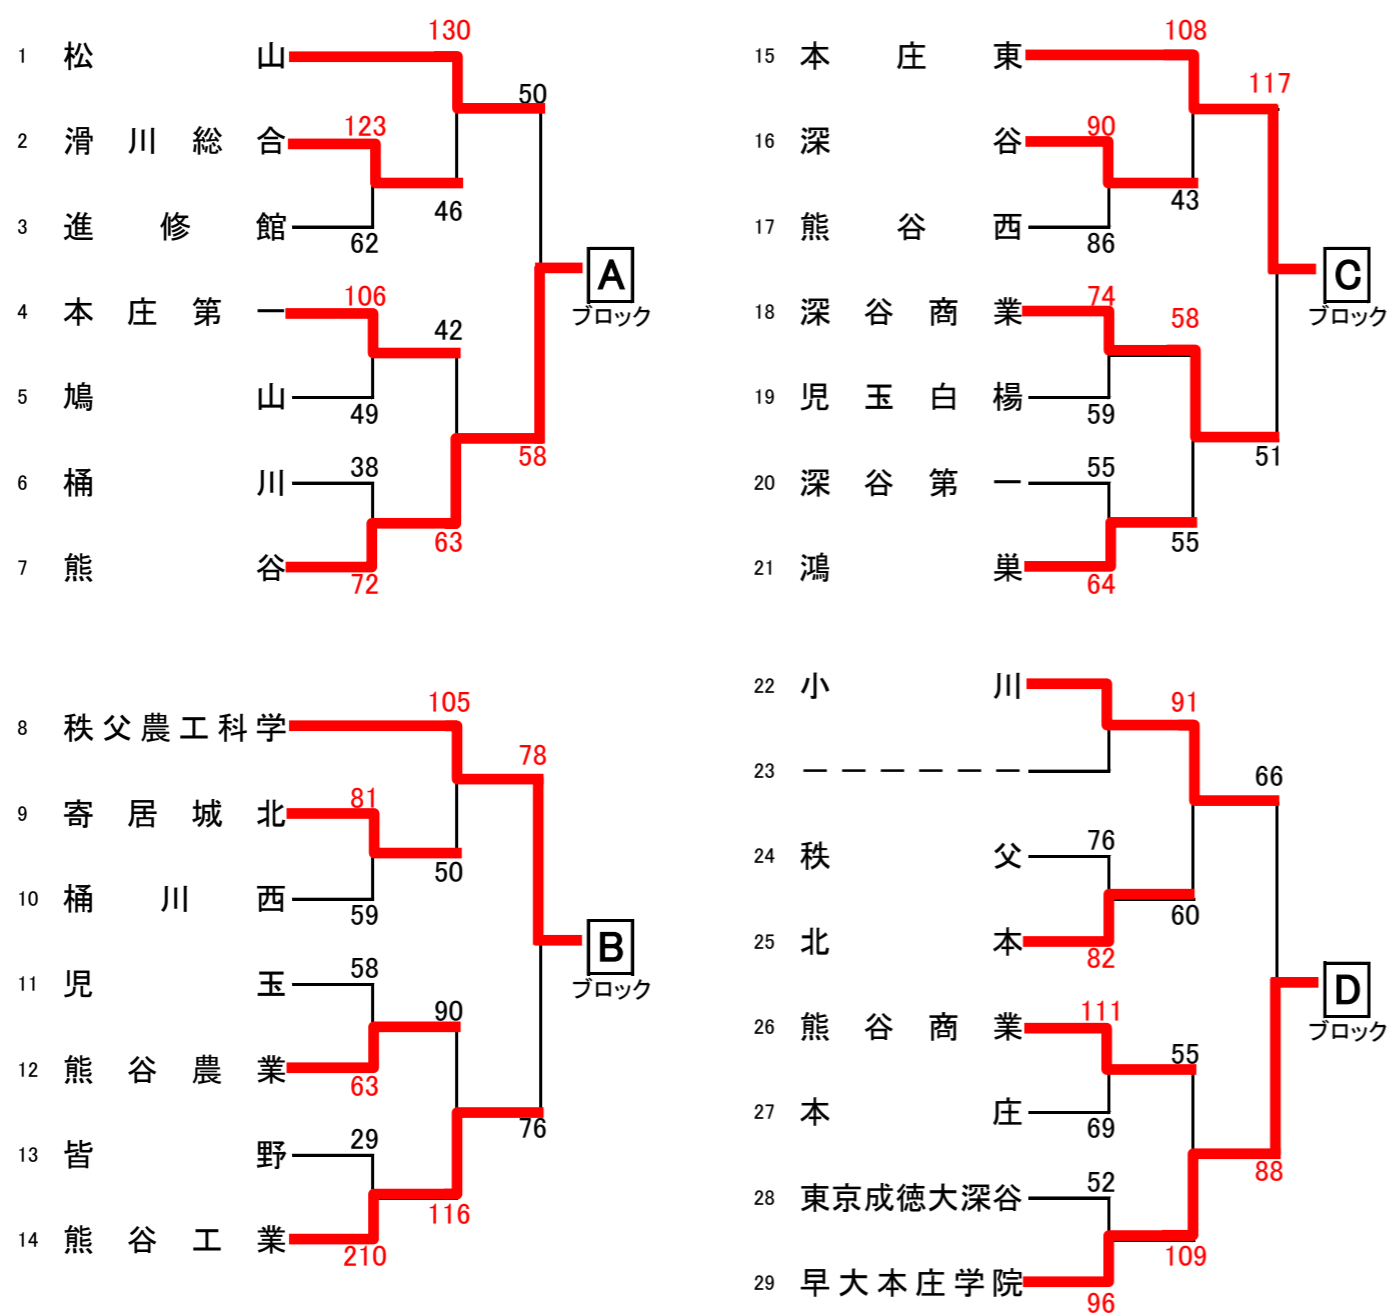 130
1 松山
50
2 滑川総合
123
46
3 進修館
62
A
ブロック
4 本庄第一
106
42
5 鳩山
49
6 桶川
38
58
63
7 熊谷
72
8 秩父農工科学
105
78
9 寄居城北
81
50
10 桶川西
59
B
ブロック
11 児玉
58
90
12 熊谷農業
63
13 皆野
29
76
116
14 熊谷工業
210
108
15 本庄東
117
16 深谷
90
43
17 熊谷西
86
C
ブロック
18 深谷商業
74
58
19 児玉白楊
59
20 深谷第一
55
51
55
21 鴻巣
64
22 小川
91
23 ーーーーーー
66
24 秩父
76
60
25 北本
82
D
ブロック
26 熊谷商業
111
55
27 本庄
69
28 東京成徳大深谷
52
88
109
29 早大本庄学院
96